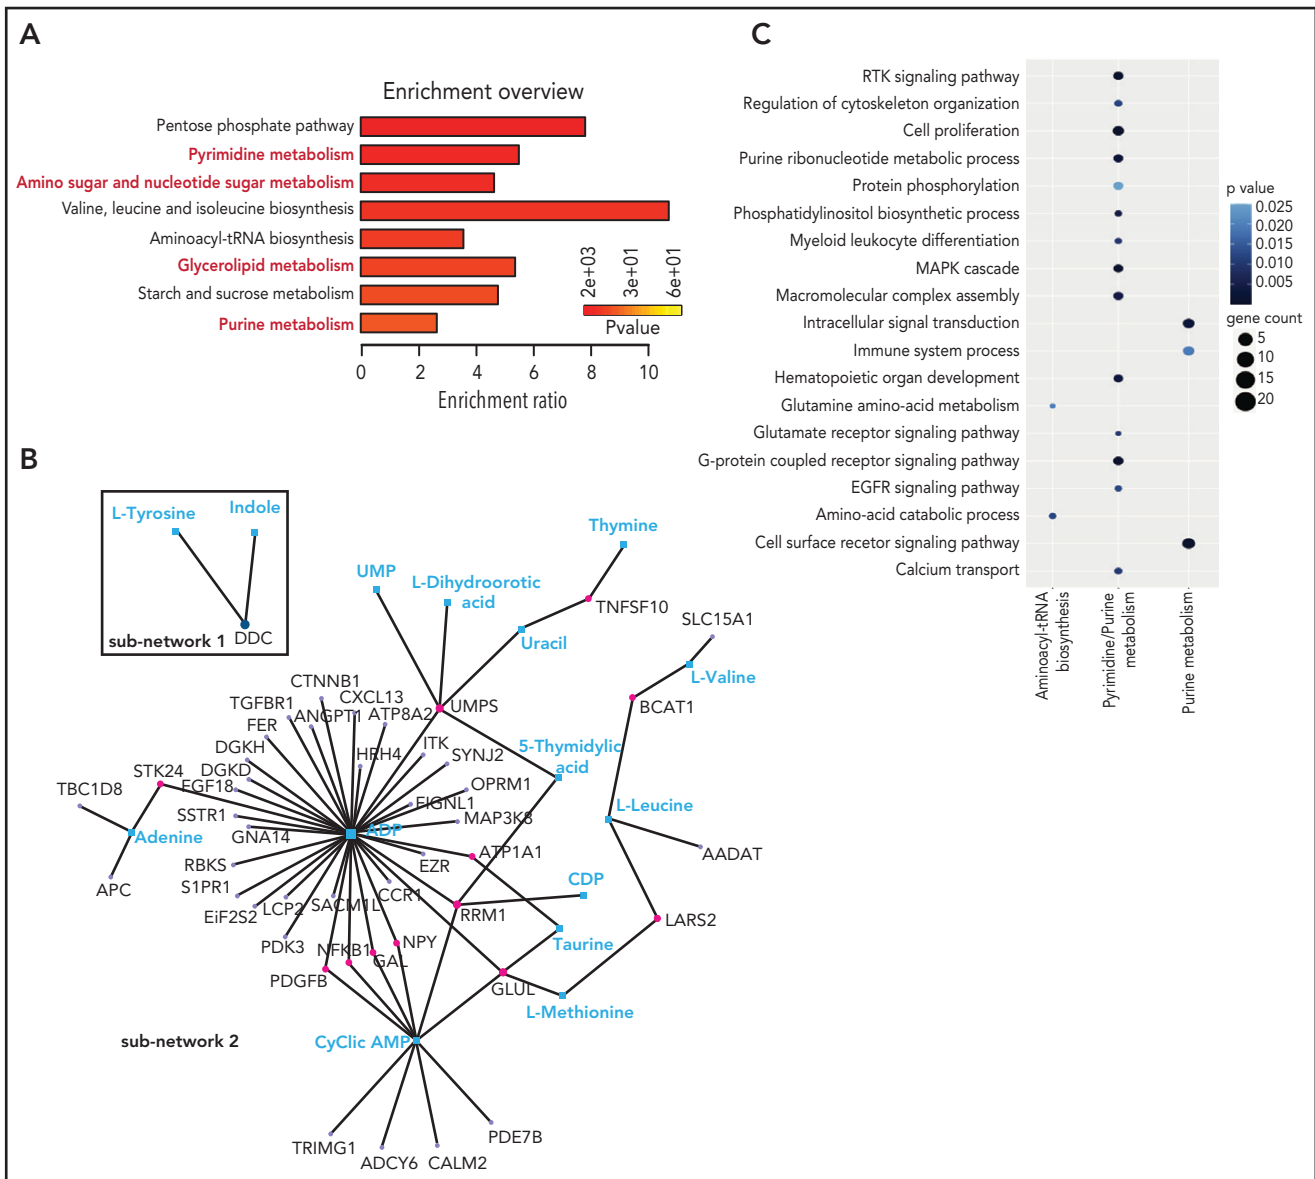 A
Enrichment overview
Pentose phosphate pathway
Pyrimidine metabolism
Amino sugar and nucleotide sugar metabolism
Valine, leucine and isoleucine biosynthesis
Aminoacyl-tRNA biosynthesis
Glycerolipid metabolism
Starch and sucrose metabolism
Purine metabolism
2e+03
3e+01
6e+01
Pvalue
0 2 4 6 8 10
Enrichment ratio
B
L-Tyrosine
Indole
sub-network 1
DDC
Thymine
UMP
L-Dihydroorotic
acid
TNFSF10
Uracil
SLC15A1
L-Valine
BCAT1
UMPS
CTNNB1
CXCL13
TGFBR1
ANGPT1
ATP8A2
FER
ITK
SYNJ2
5-Thymidylic
acid
DGKH
HRH4
STK24
DGKD
OPRM1
TBC1D8
FGF18
FIGNL1
L-Leucine
SSTR1
MAP3K8
Adenine
GNA14
ADP
ATP1A1
AADAT
RBKS
EZR
CDP
APC
S1PR1
CCR1
EiF2S2
LCP2
SACM1L
RRM1
LARS2
PDK3
NFKB1
NPY
Taurine
GAL
PDGFB
GLUL
L-Methionine
sub-network 2
CyClic AMP
TRIMG1
ADCY6
CALM2
PDE7B
C
RTK signaling pathway
Regulation of cytoskeleton organization
Cell proliferation
Purine ribonucleotide metabolic process
Protein phosphorylation
Phosphatidylinositol biosynthetic process
Myeloid leukocyte differentiation
MAPK cascade
Macromolecular complex assembly
Intracellular signal transduction
Immune system process
Hematopoietic organ development
Glutamine amino-acid metabolism
Glutamate receptor signaling pathway
G-protein coupled receptor signaling pathway
EGFR signaling pathway
Amino-acid catabolic process
Cell surface recetor signaling pathway
Calcium transport
Aminoacyl-tRNA
biosynthesis
Pyrimidine/Purine
metabolism
Purine metabolism
p value
0.025
0.020
0.015
0.010
0.005
gene count
5
10
15
20